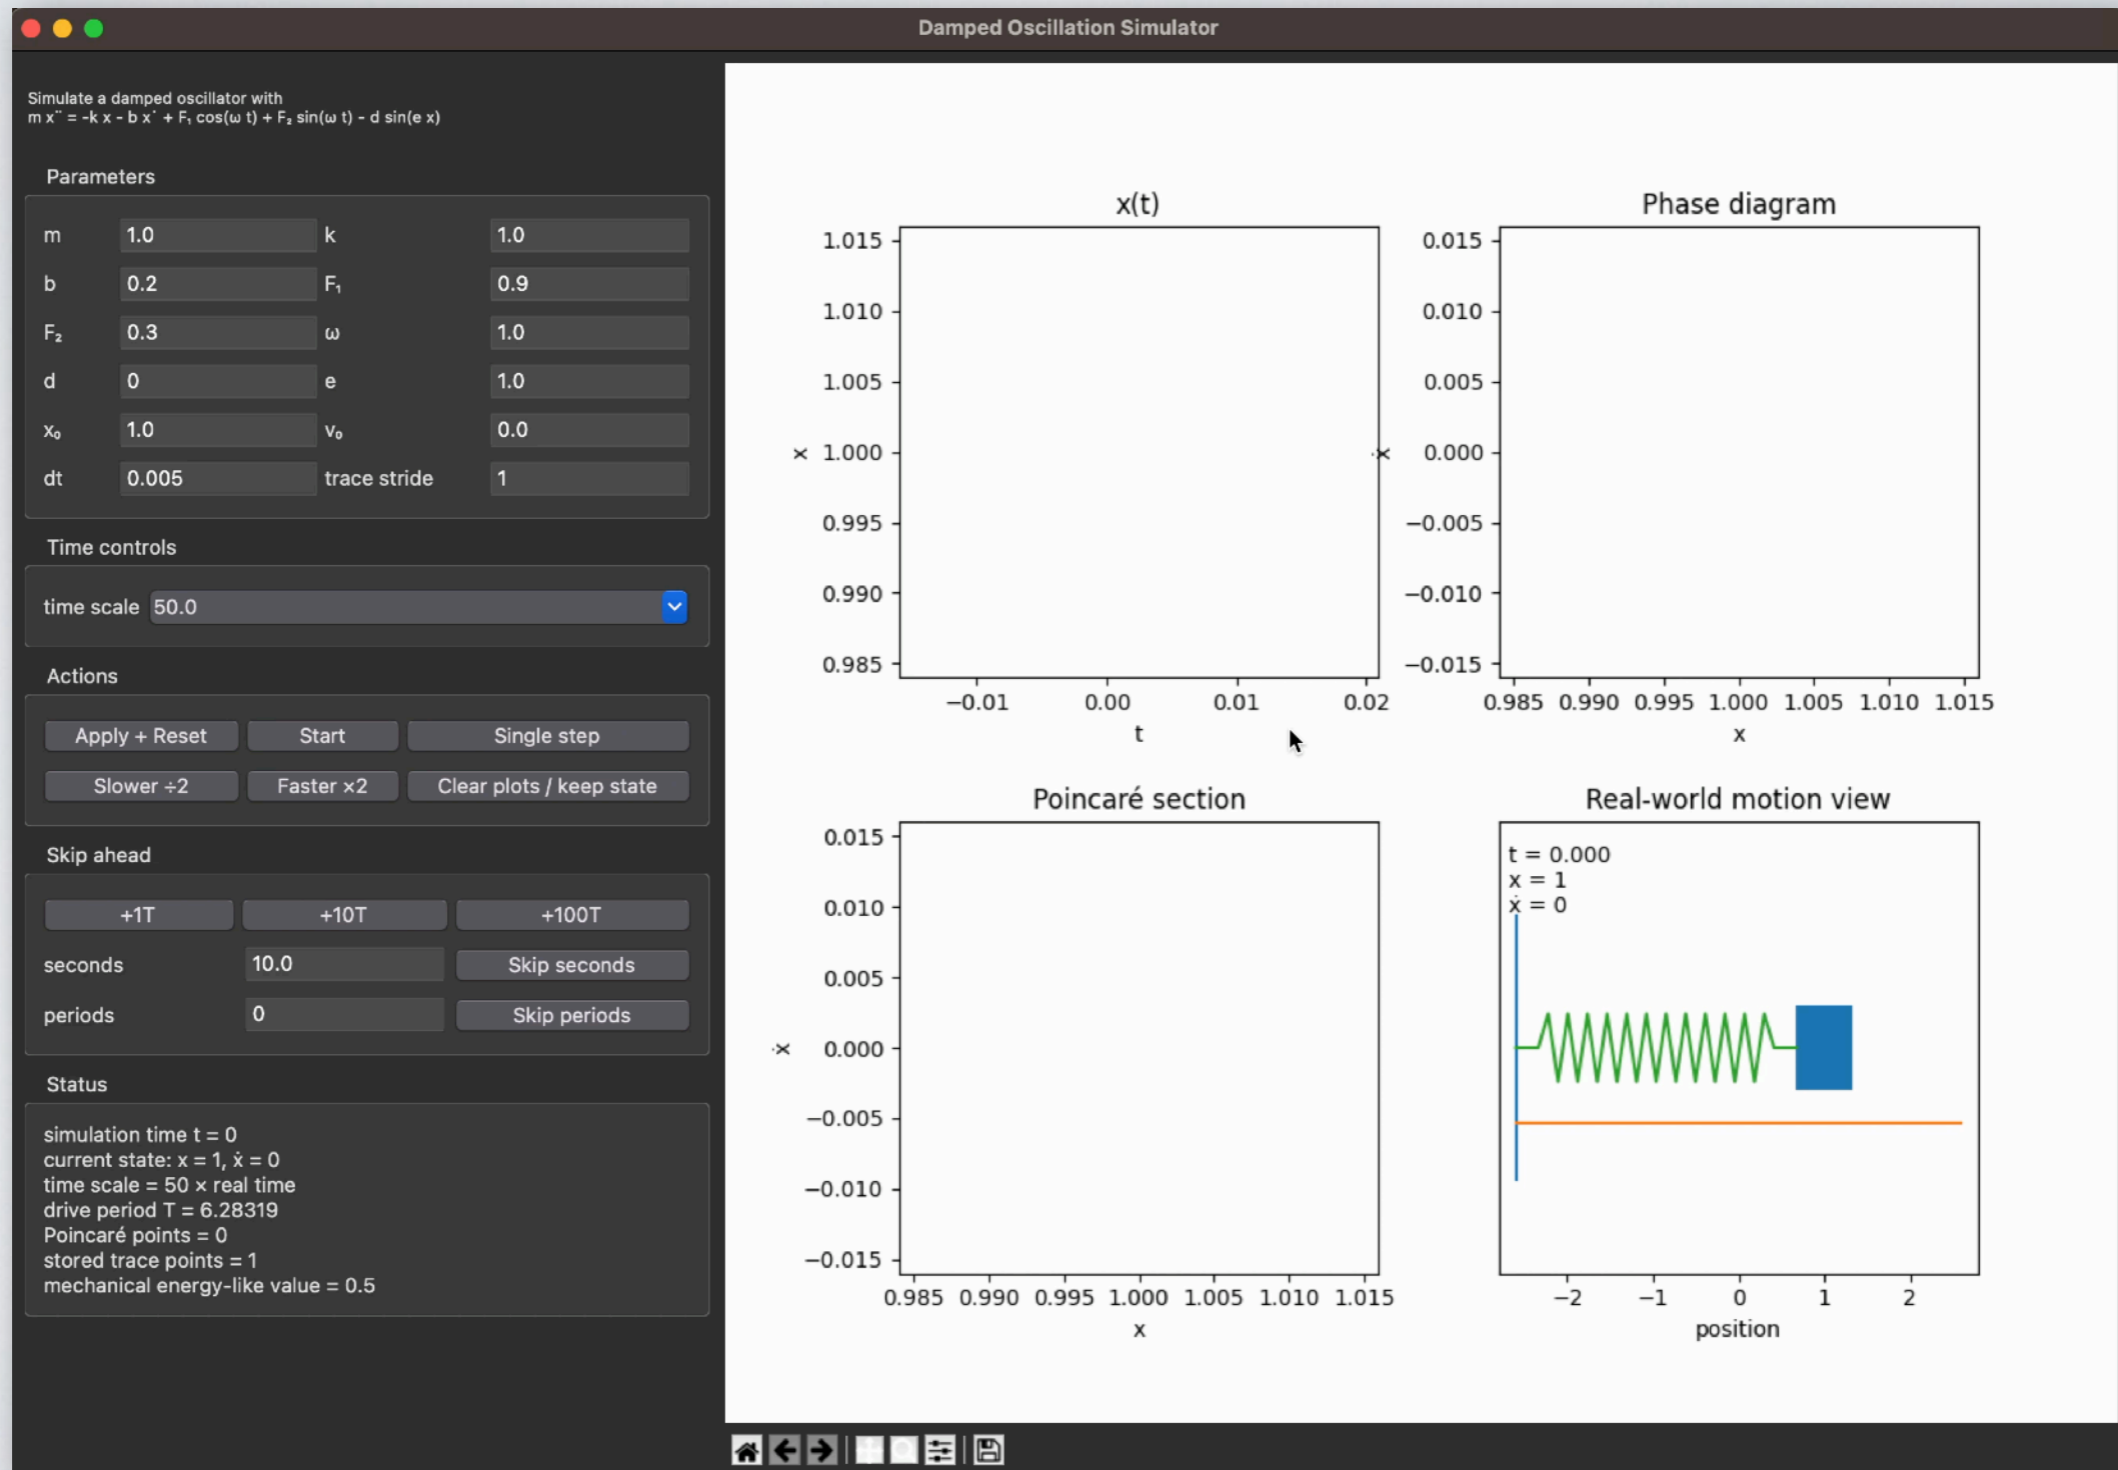 Damped Oscillation Simulator
Simulate a damped oscillator with
m x¨ = -k x - b x˙ + F₁ cos(ω t) + F₂ sin(ω t) - d sin(e x)
Parameters
m 1.0 k 1.0
b 0.2 F₁ 0.9
F₂ 0.3 ω 1.0
d 0 e 1.0
x₀ 1.0 v₀ 0.0
dt 0.005 trace stride 1
Time controls
time scale 50.0
Actions
Apply + Reset Start Single step
Slower ÷2 Faster ×2 Clear plots / keep state
Skip ahead
+1T +10T +100T
seconds 10.0 Skip seconds
periods 0 Skip periods
Status
simulation time t = 0
current state: x = 1, ẋ = 0
time scale = 50 × real time
drive period T = 6.28319
Poincaré points = 0
stored trace points = 1
mechanical energy-like value = 0.5
x(t)
1.015
1.010
1.005
x 1.000
0.995
0.990
0.985
−0.01 0.00 0.01 0.02
t
Phase diagram
0.015
0.010
0.005
ẋ 0.000
−0.005
−0.010
−0.015
0.985 0.990 0.995 1.000 1.005 1.010 1.015
x
Poincaré section
0.015
0.010
0.005
ẋ 0.000
−0.005
−0.010
−0.015
0.985 0.990 0.995 1.000 1.005 1.010 1.015
x
Real-world motion view
t = 0.000
x = 1
ẋ = 0
−2 −1 0 1 2
position